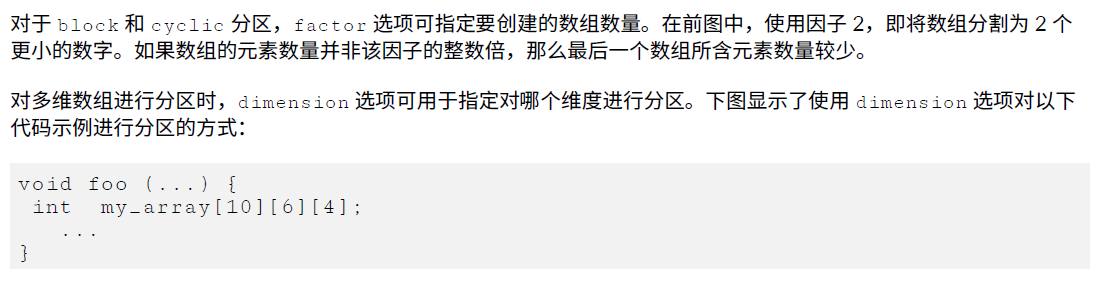 对于 block 和 cyclic 分区，factor 选项可指定要创建的数组数量。在前图中，使用因子 2，即将数组分割为 2 个
更小的数字。如果数组的元素数量并非该因子的整数倍，那么最后一个数组所含元素数量较少。
对多维数组进行分区时，dimension 选项可用于指定对哪个维度进行分区。下图显示了使用 dimension 选项对以下
代码示例进行分区的方式：
void foo (...) {
int my_array[10][6][4];
...
}